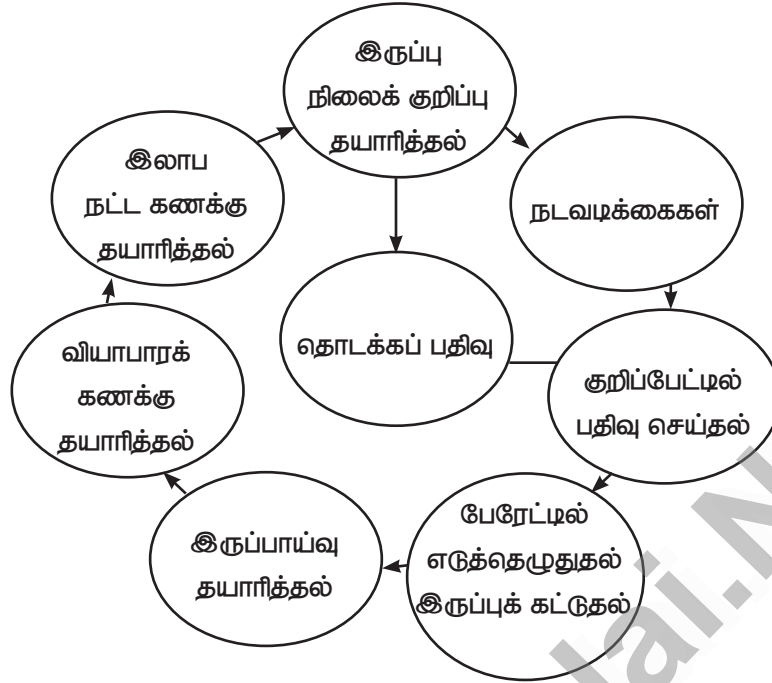 இருப்பு
நிலைக் குறிப்பு
தயாரித்தல்
நடவடிக்கைகள்
குறிப்பேட்டில்
பதிவு செய்தல்
பேரேட்டில்
எடுத்தெழுதுதல்
இருப்புக் கட்டுதல்
இருப்பாய்வு
தயாரித்தல்
வியாபாரக்
கணக்கு
தயாரித்தல்
இலாப
நட்ட கணக்கு
தயாரித்தல்
தொடக்கப் பதிவு